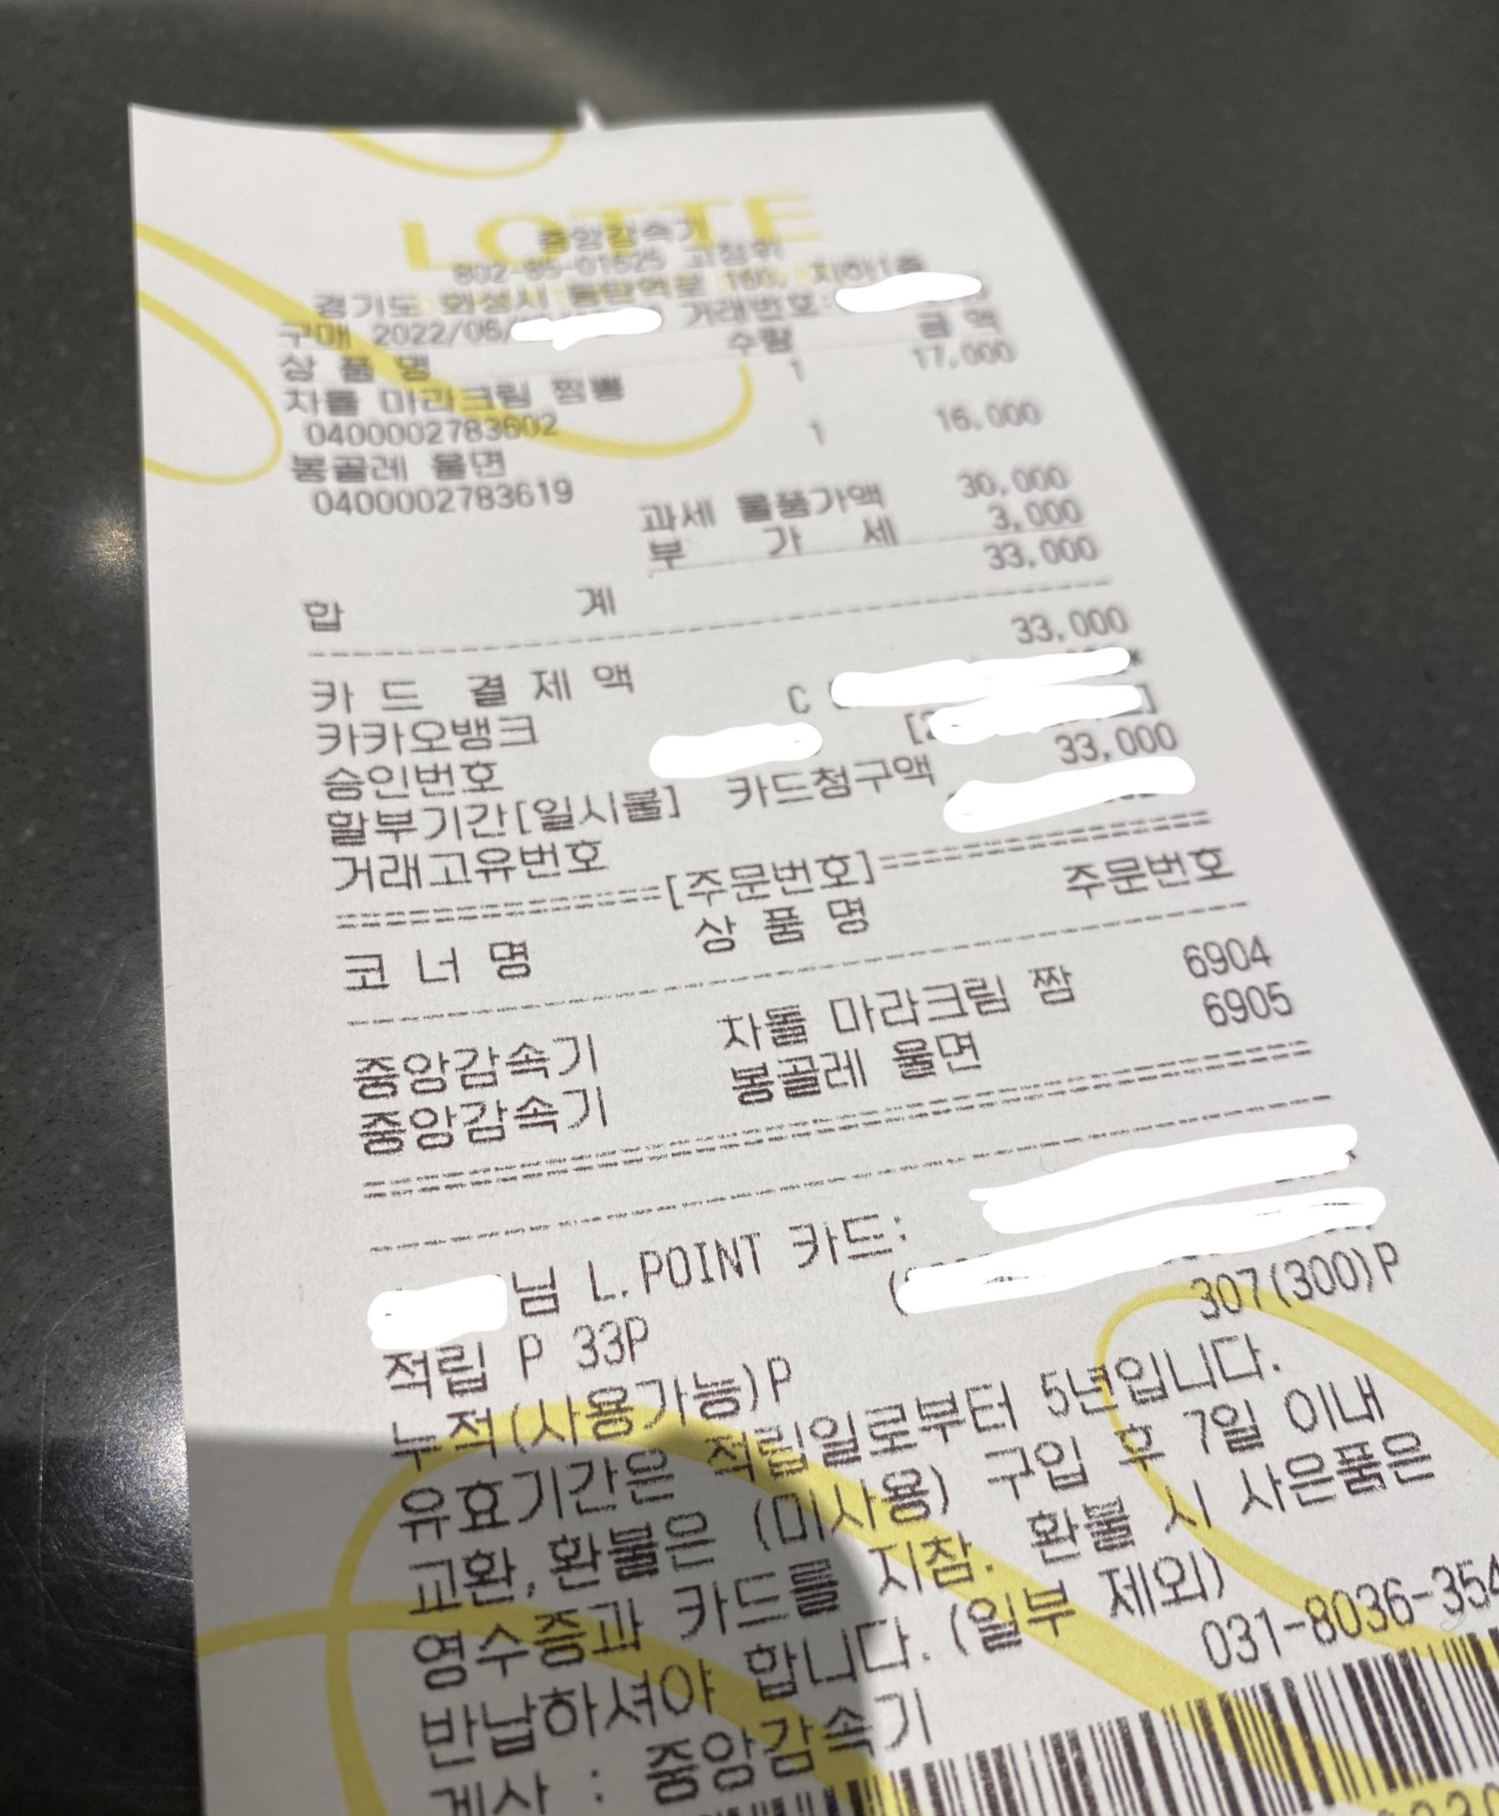 LOTTE
중앙감속기
802-85-01625 고정위
경기도 화성시 동탄역로 160, 지하1층
구매 2022/06/ 거래번호:
상 품 명 수량 금 액
차돌 마라크림 짬뽕 1 17,000
0400002783602
봉골레 울면 1 16,000
0400002783619
과세 물품가액 30,000
부 가 세 3,000
합 계 33,000
카 드 결 제 액 33,000
카카오뱅크 C
승인번호
할부기간[일시불] 카드청구액 33,000
거래고유번호
=[주문번호]=
코 너 명 상 품 명 주문번호
중앙감속기 차돌 마라크림 짬 6904
중앙감속기 봉골레 울면 6905
님 L.POINT 카드:
적립 P 33P
누적(사용가능)P 307(300)P
유효기간은 적립일로부터 5년입니다.
교환,환불은 (미사용) 구입 후 7일 이내
영수증과 카드를 지참. 환불 시 사은품은
반납하셔야 합니다.(일부 제외)
계산 : 중앙감속기 031-8036-354